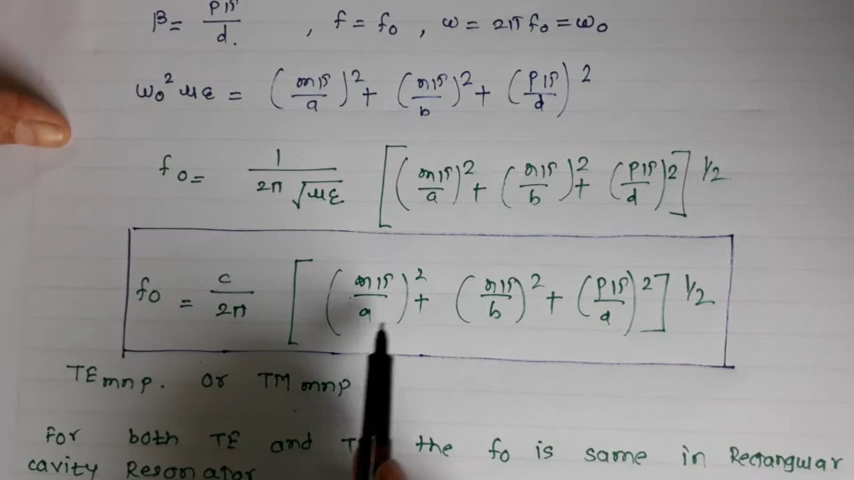 β = pπ/d. , f = f₀ , ω = 2πf₀ = ω₀
ω₀² με = (mπ/a)² + (nπ/b)² + (pπ/d)²
f₀ = 1/(2π √με) [(mπ/a)² + (nπ/b)² + (pπ/d)²]^1/2
f₀ = c/2π [(mπ/a)² + (nπ/b)² + (pπ/d)²]^1/2
TEmnp. or TMmnp
For both TE and the f₀ is same in Rectangular
cavity Resonator